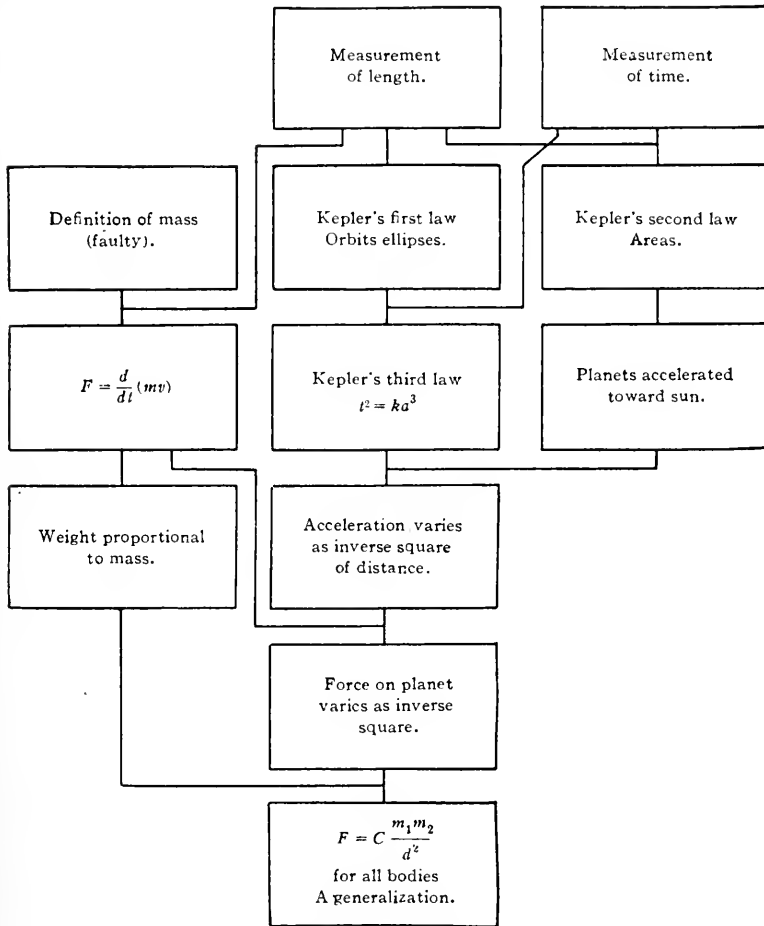 Measurement
of length.
Measurement
of time.
Definition of mass
(faulty).
Kepler's first law
Orbits ellipses.
Kepler's second law
Areas.
F = d/dt (mv)
Kepler's third law
t² = ka³
Planets accelerated
toward sun.
Weight proportional
to mass.
Acceleration varies
as inverse square
of distance.
Force on planet
varies as inverse
square.
F = C m₁m₂/d²
for all bodies
A generalization.